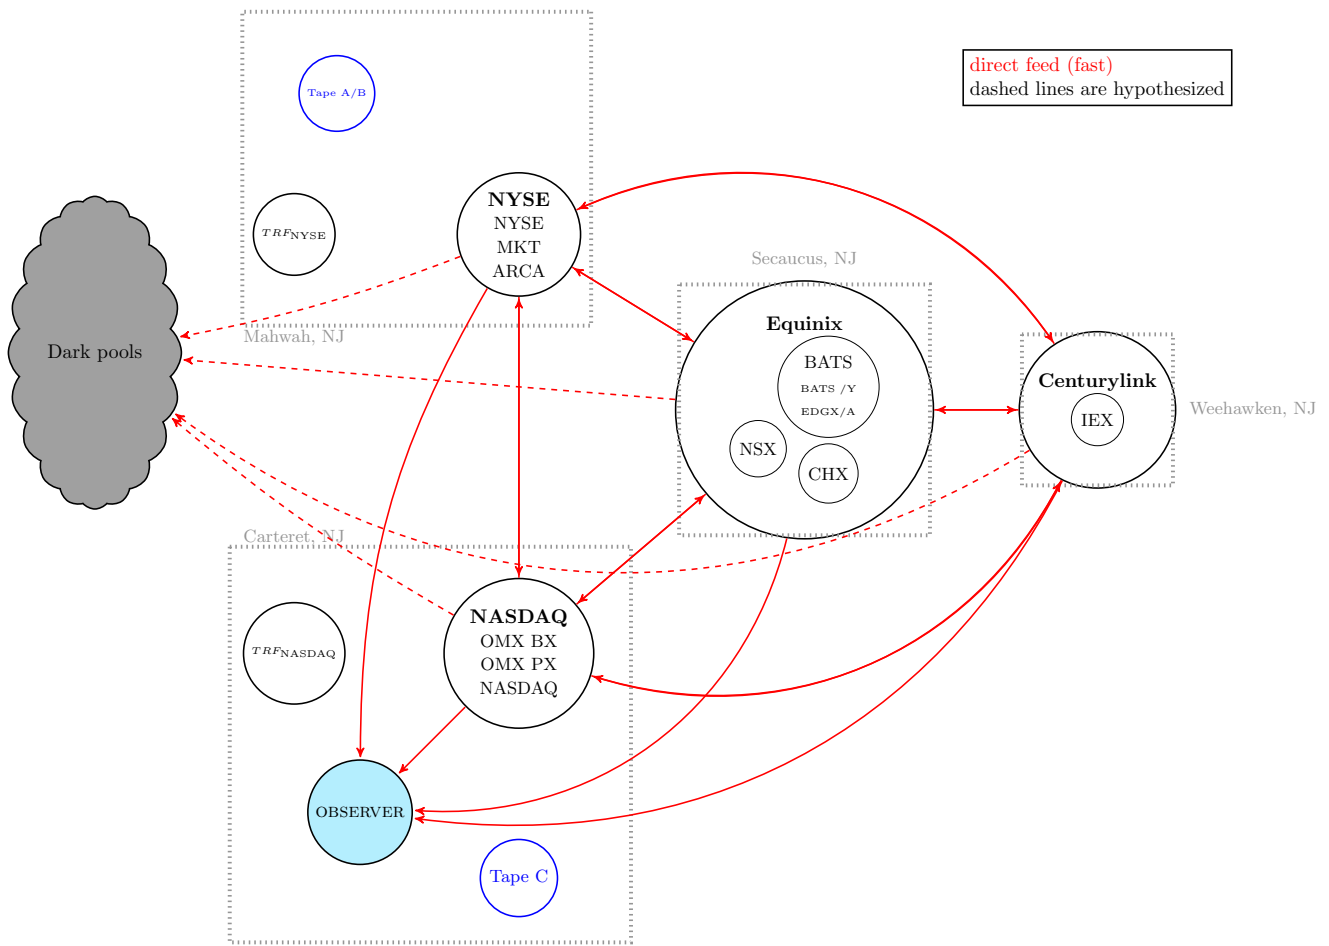 direct feed (fast)
dashed lines are hypothesized
Tape A/B
TRF_NYSE
NYSE
NYSE
MKT
ARCA
Mahwah, NJ
Dark pools
Secaucus, NJ
Equinix
BATS
BATS /Y
EDGX/A
NSX
CHX
Centurylink
IEX
Weehawken, NJ
Carteret, NJ
NASDAQ
OMX BX
OMX PX
NASDAQ
TRF_NASDAQ
OBSERVER
Tape C